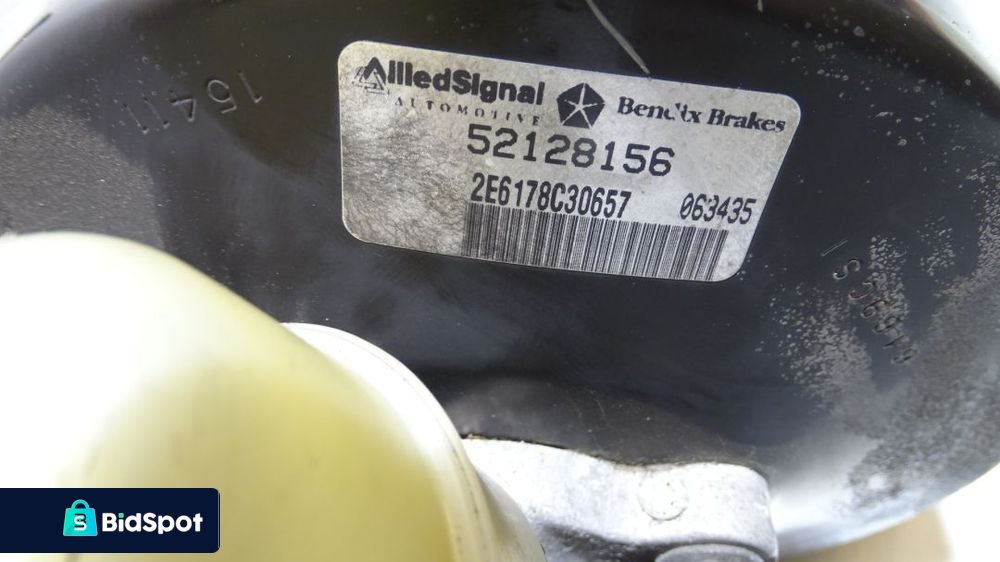 AlliedSignal
AUTOMOTIVE
Bendix Brakes
52128156
2E6178C30657 063435
15411
BidSpot